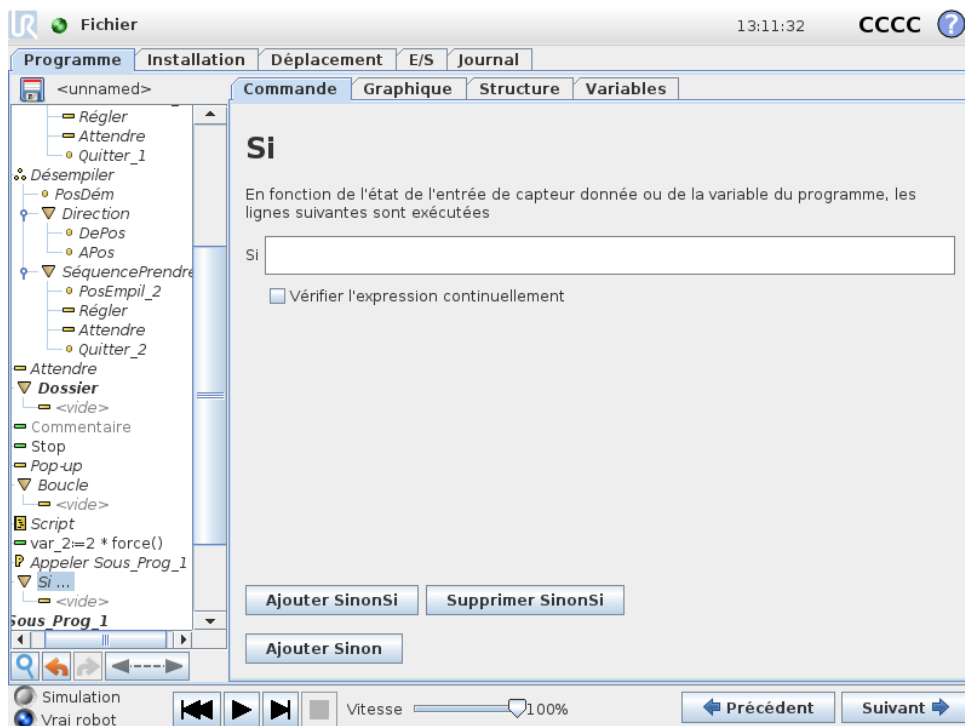 UR Fichier 13:11:32 CCCC ?
Programme Installation Déplacement E/S Journal
<unnamed> Commande Graphique Structure Variables
Régler
Attendre
Quitter_1
Désempiler
PosDém
Direction
DePos
APos
SéquencePrendre
PosEmpil_2
Régler
Attendre
Quitter_2
Attendre
Dossier
<vide>
Commentaire
Stop
Pop-up
Boucle
<vide>
Script
var_2:=2 * force()
P Appeler Sous_Prog_1
Si ...
<vide>
Sous_Prog_1
Si
En fonction de l'état de l'entrée de capteur donnée ou de la variable du programme, les
lignes suivantes sont exécutées
Si
Vérifier l'expression continuellement
Ajouter SinonSi Supprimer SinonSi
Ajouter Sinon
Simulation
Vrai robot
Vitesse 100%
Précédent Suivant